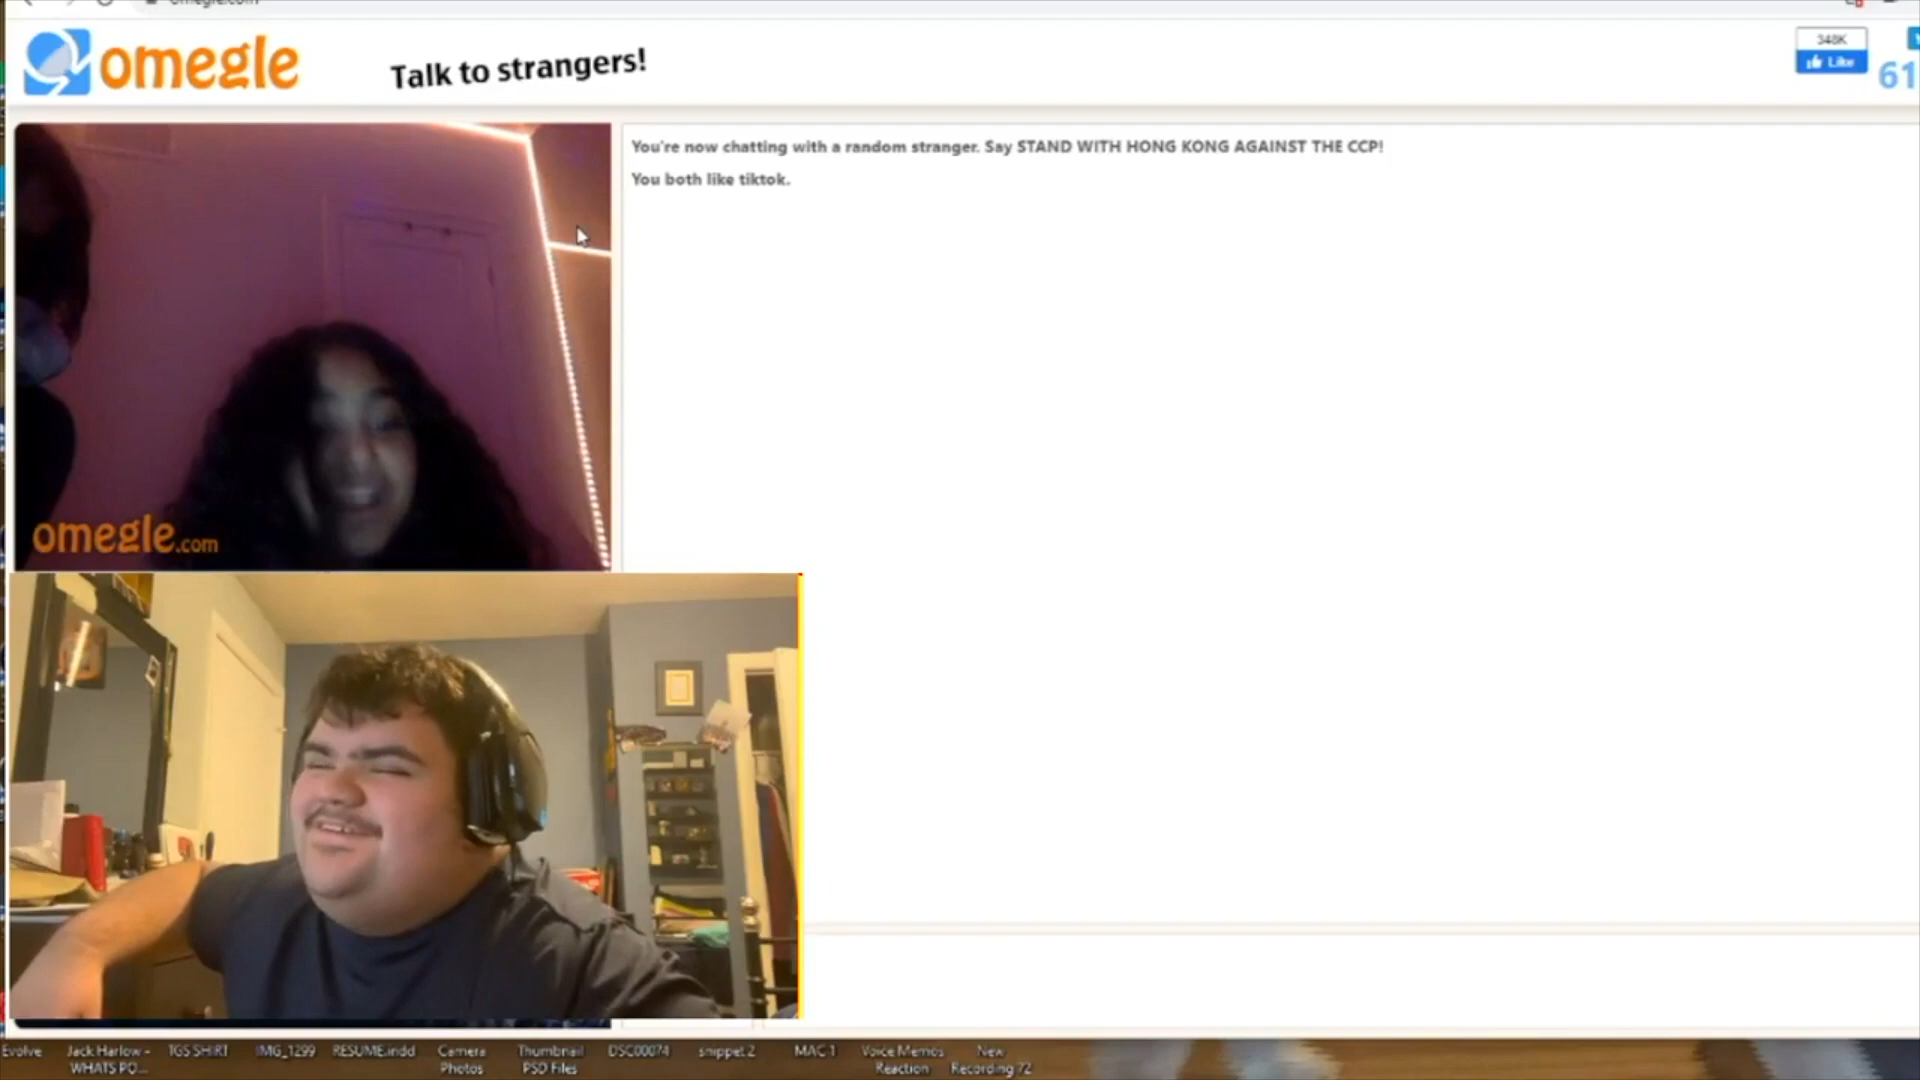 omegle.com
omegle
Talk to strangers!
348K
Like
61
You're now chatting with a random stranger. Say STAND WITH HONG KONG AGAINST THE CCP!
You both like tiktok.
omegle.com
Evolve
Jack Harlow -
WHATS PO...
TGS SHIRT
IMG_1299
RESUME.indd
Camera
Photos
Thumbnail
PSD Files
DSC00074
snippet 2
MAC 1
Voice Memos
Reaction
New
Recording 72